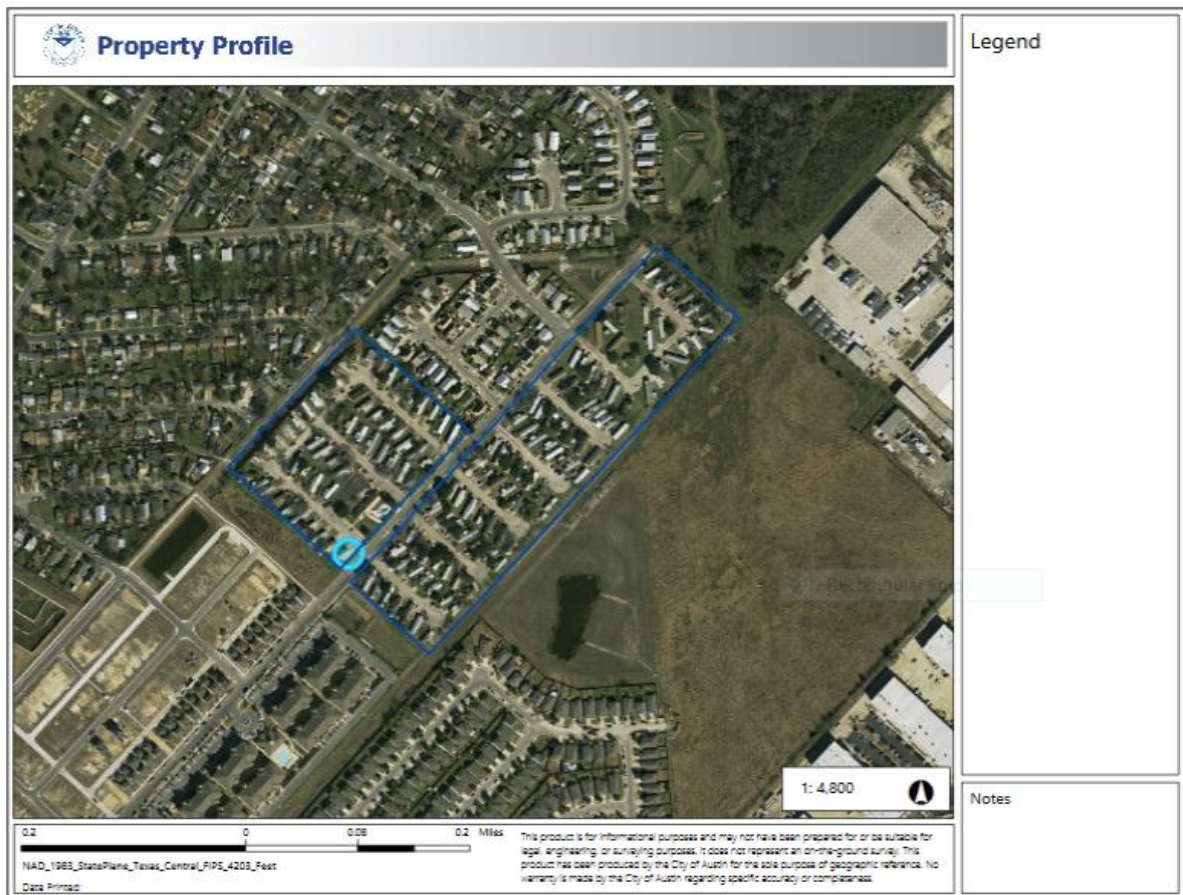 Property Profile
Legend
1: 4,800
Notes
0.2 0 0.08 0.2 Miles
NAD_1983_StatePlane_Texas_Central_FIPS_4203_Feet
Date Printed:
This product is for informational purposes and may not have been prepared for or be suitable for
legal, engineering, or surveying purposes. It does not represent an on-the-ground survey. This
product has been produced by the City of Austin for the sole purpose of geographic reference. No
warranty is made by the City of Austin regarding specific accuracy or completeness.